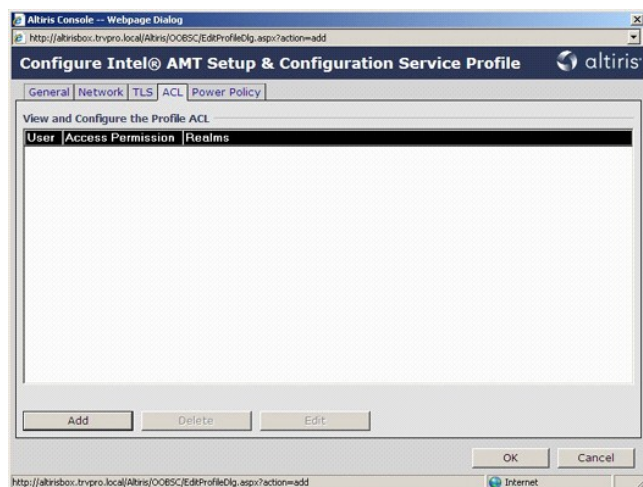 Altiris Console -- Webpage Dialog
http://altirisbox.trvpro.local/Altiris/OOBSC/EditProfileDlg.aspx?action=add
Configure Intel® AMT Setup & Configuration Service Profile
altiris
General Network TLS ACL Power Policy
View and Configure the Profile ACL
User Access Permission Realms
Add Delete Edit
OK Cancel
http://altirisbox.trvpro.local/Altiris/OOBSC/EditProfileDlg.aspx?action=add Internet